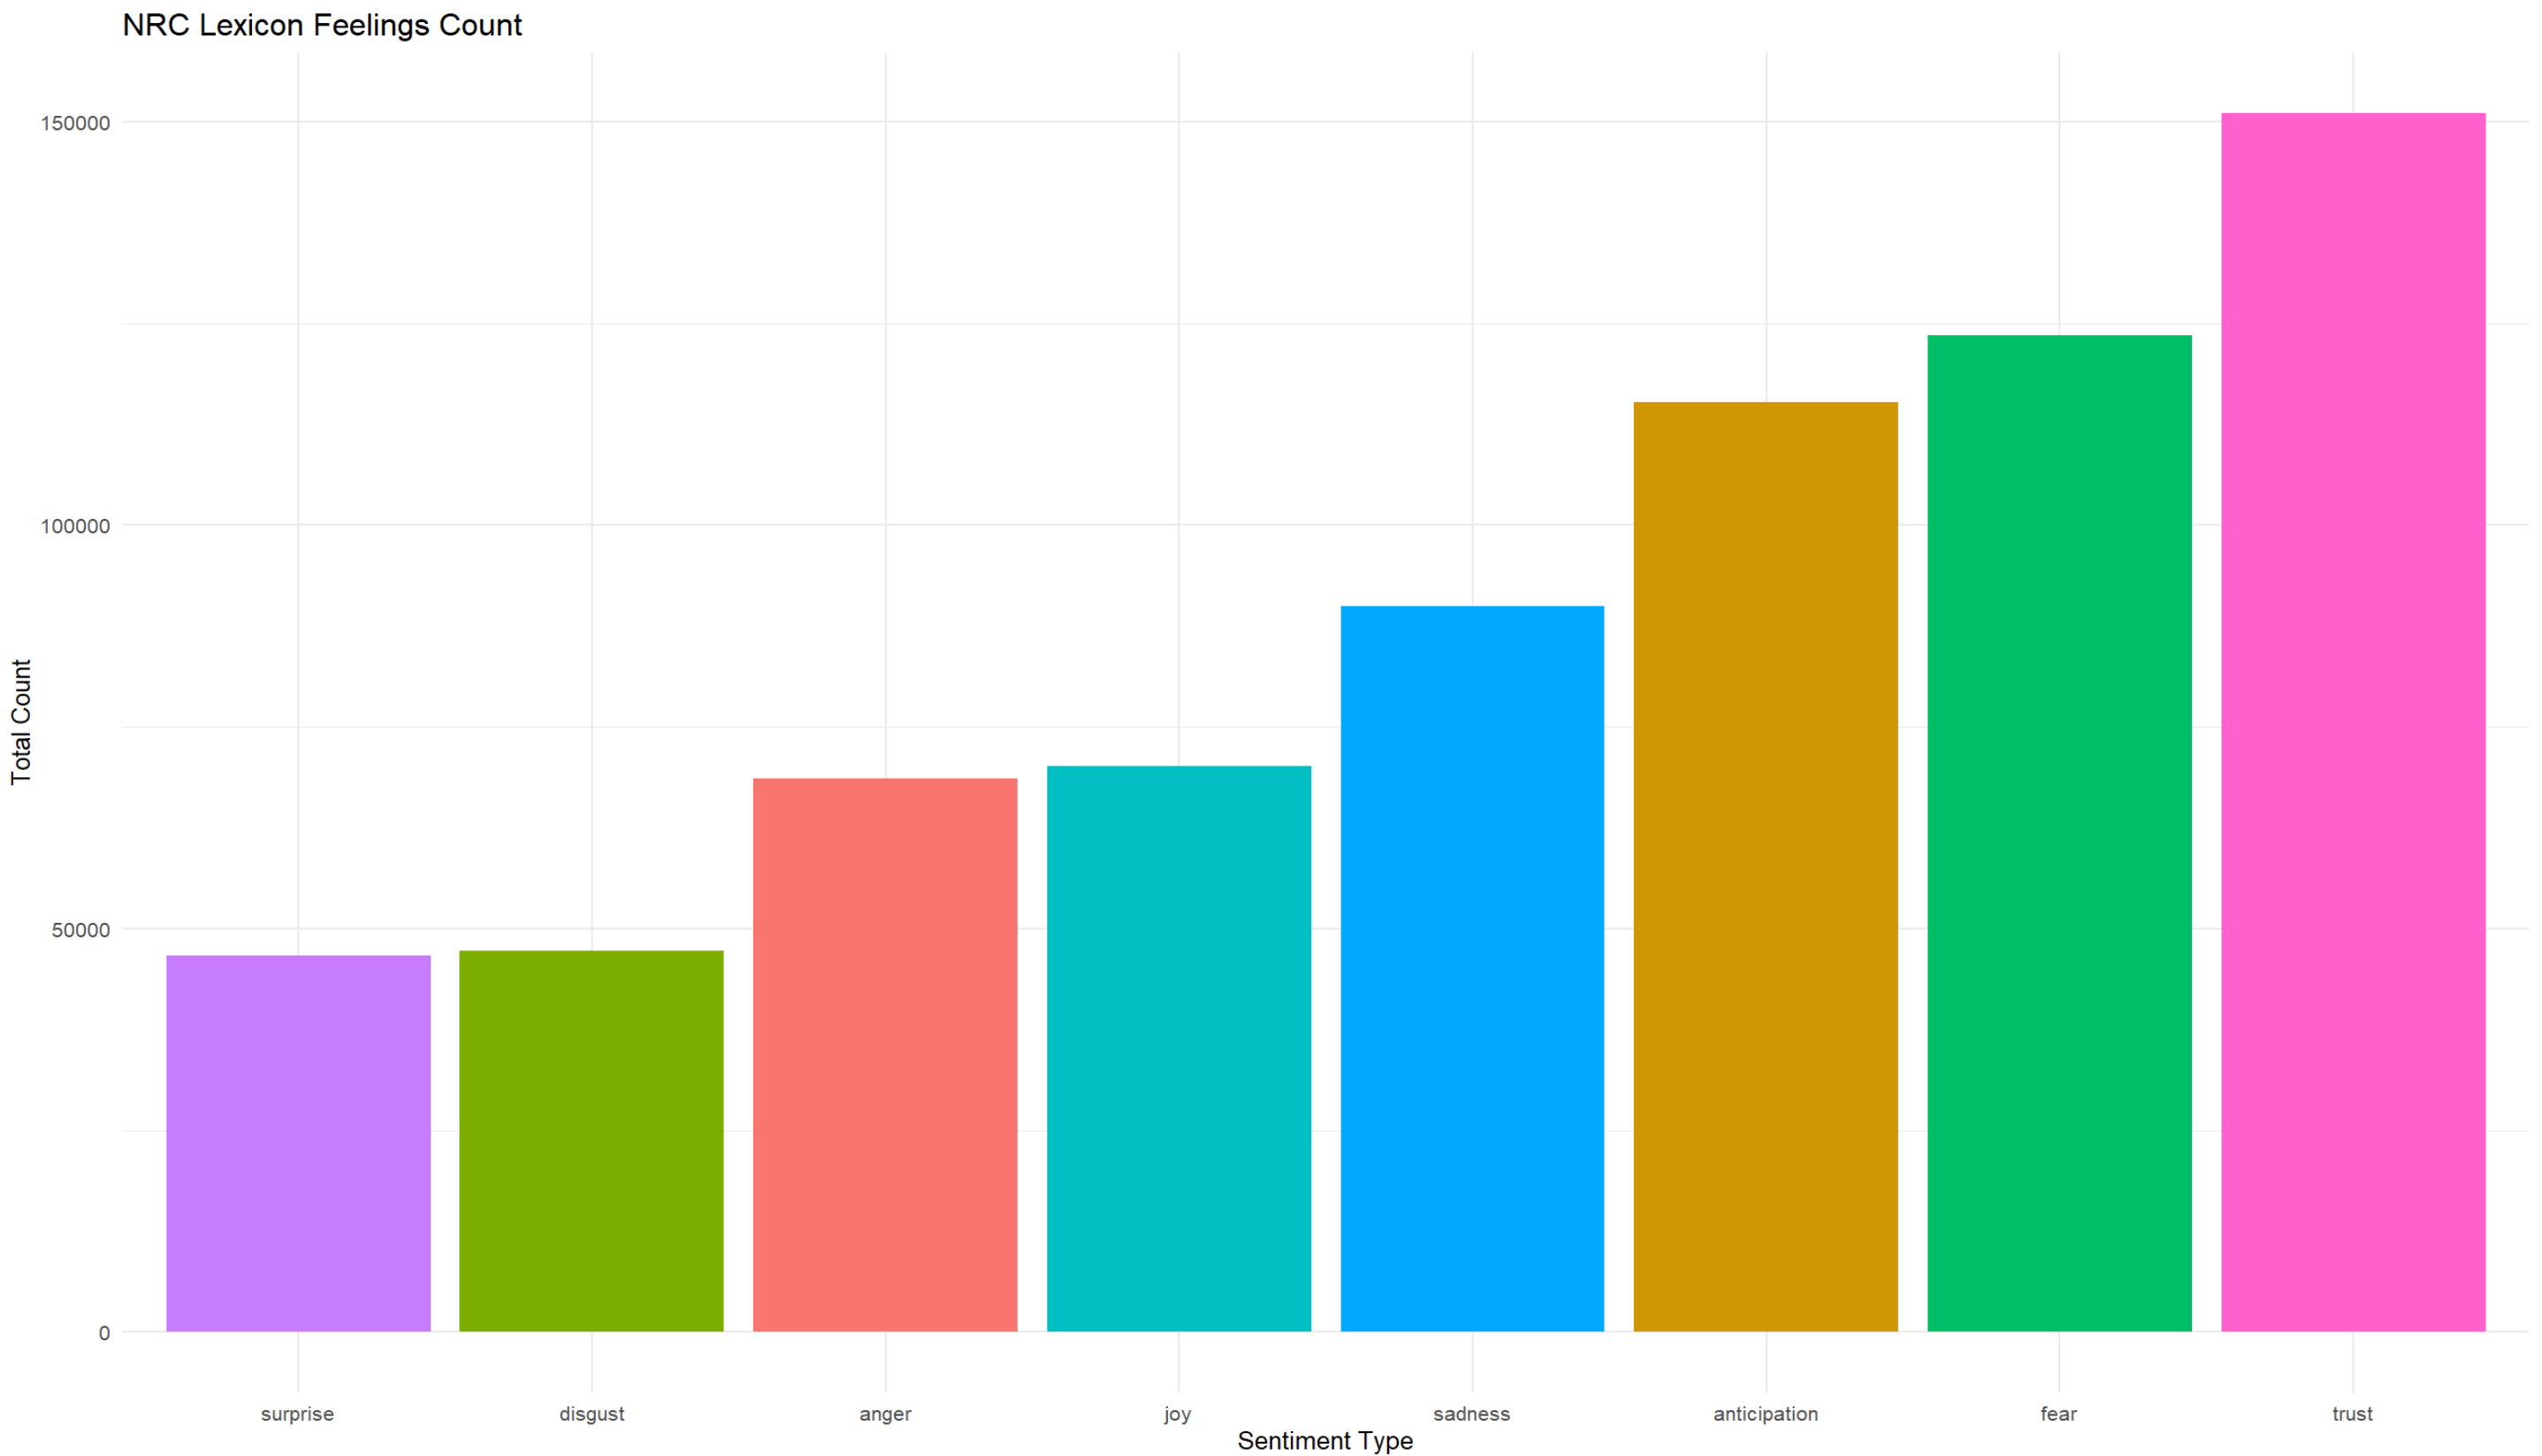 NRC Lexicon Feelings Count
Total Count
150000
100000
50000
0
surprise disgust anger joy sadness anticipation fear trust
Sentiment Type